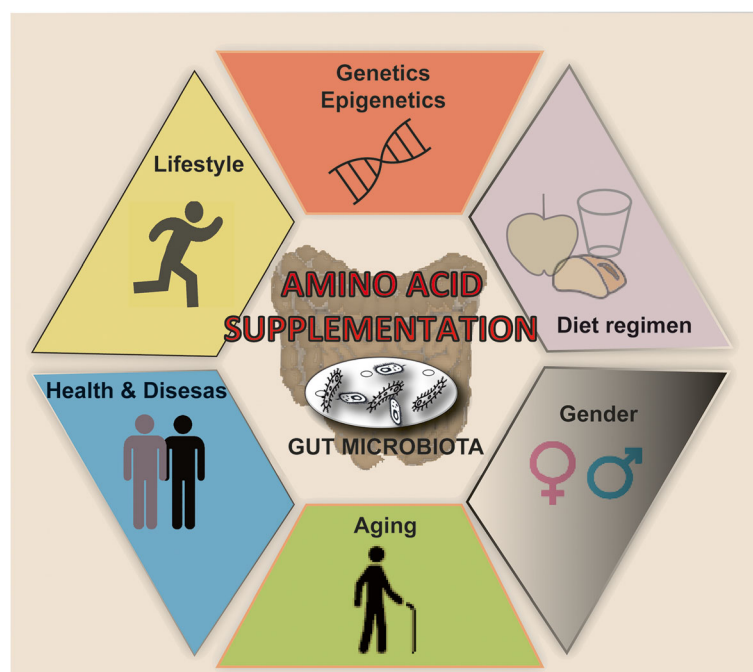 Genetics
Epigenetics
Lifestyle
Diet regimen
AMINO ACID
SUPPLEMENTATION
GUT MICROBIOTA
Health & Disesas
Gender
Aging